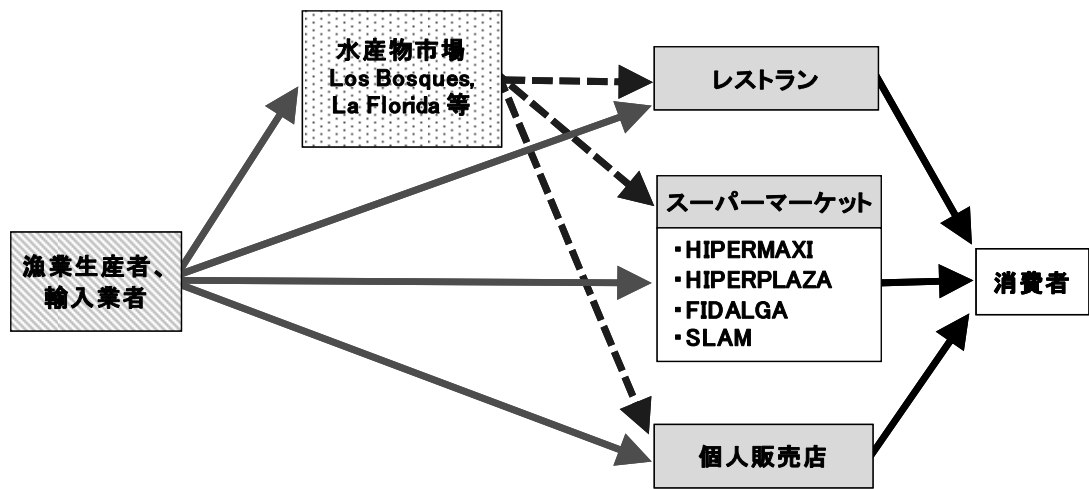 水産物市場
Los Bosques,
La Florida 等
レストラン
スーパーマーケット
・HIPERMAXI
・HIPERPLAZA
・FIDALGA
・SLAM
漁業生産者、
輸入業者
消費者
個人販売店